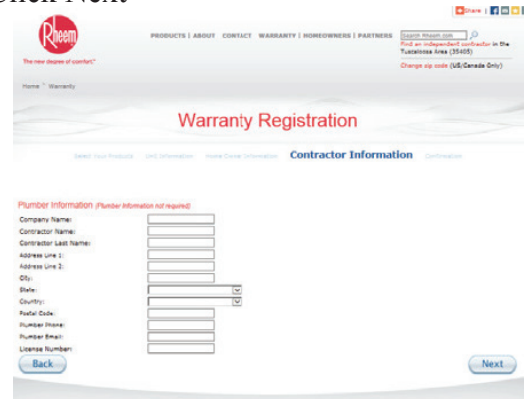 Click Next
Share |
Rheem
The new degree of comfort.™
PRODUCTS | ABOUT CONTACT WARRANTY | HOMEOWNERS | PARTNERS
Search Rheem.com
Find an independent contractor in the
Tuscaloosa Area (35405)
Change zip code (US/Canada Only)
Home > Warranty
Warranty Registration
Select Your Products Unit Information Home Owner Information Contractor Information Confirmation
Plumber Information (Plumber information not required)
Company Name:
Contractor Name:
Contractor Last Name:
Address Line 1:
Address Line 2:
City:
State:
Country:
Postal Code:
Plumber Phone:
Plumber Email:
License Number:
Back
Next